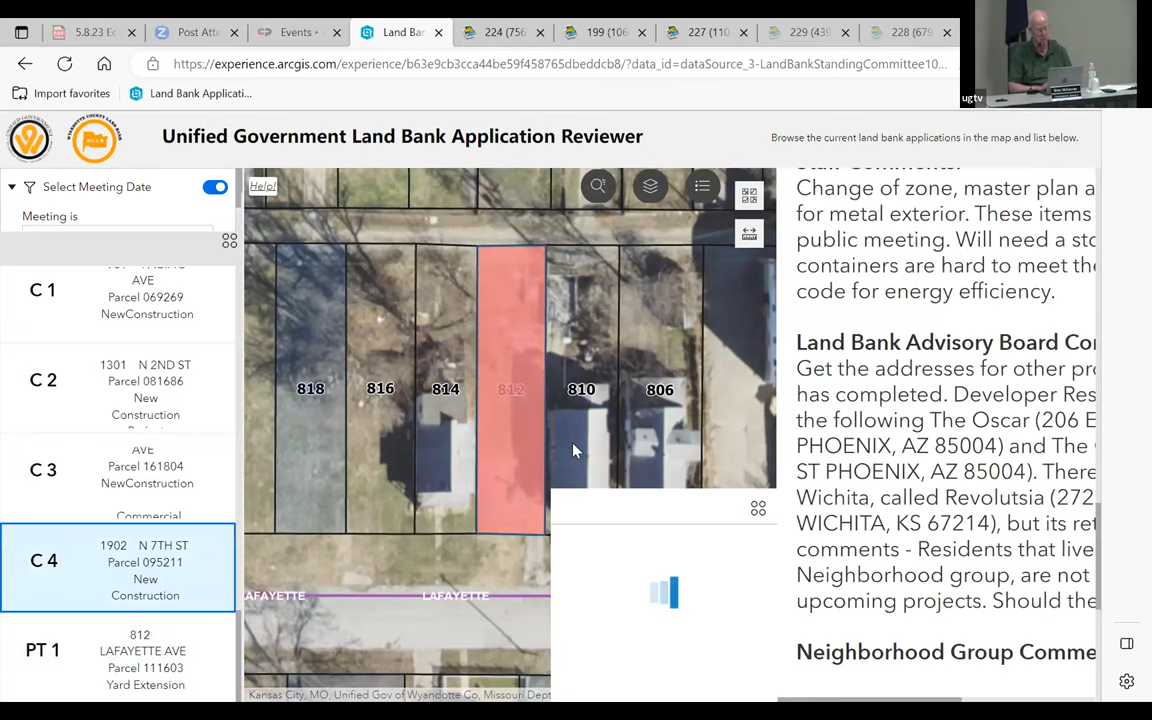 5.8.23 E
Post Atte
Events •
Land Ban
224 (756
199 (106
227 (110
229 (439
228 (679
https://experience.arcgis.com/experience/b63e9cb3cca44be59f458765dbeddcb8/?data_id=dataSource_3-LandBankStandingCommittee10...
Import favorites
Land Bank Applicati...
ugtv
Unified Government Land Bank Application Reviewer
Browse the current land bank applications in the map and list below.
Select Meeting Date
Meeting is
Help!
C 1
AVE
Parcel 069269
NewConstruction
C 2
1301 N 2ND ST
Parcel 081686
New
Construction
C 3
AVE
Parcel 161804
NewConstruction
Commercial
C 4
1902 N 7TH ST
Parcel 095211
New
Construction
PT 1
812
LAFAYETTE AVE
Parcel 111603
Yard Extension
818
816
814
812
810
806
AFAYETTE
LAFAYETTE
Kansas City, MO, Unified Gov of Wyandotte Co, Missouri Dept
Staff Comments:
Change of zone, master plan a
for metal exterior. These items
public meeting. Will need a sto
containers are hard to meet the
code for energy efficiency.
Land Bank Advisory Board Cor
Get the addresses for other pro
has completed. Developer Res
the following The Oscar (206 E
PHOENIX, AZ 85004) and The
ST PHOENIX, AZ 85004). There
Wichita, called Revolutsia (272
WICHITA, KS 67214), but its ret
comments - Residents that live
Neighborhood group, are not
upcoming projects. Should the
Neighborhood Group Comme